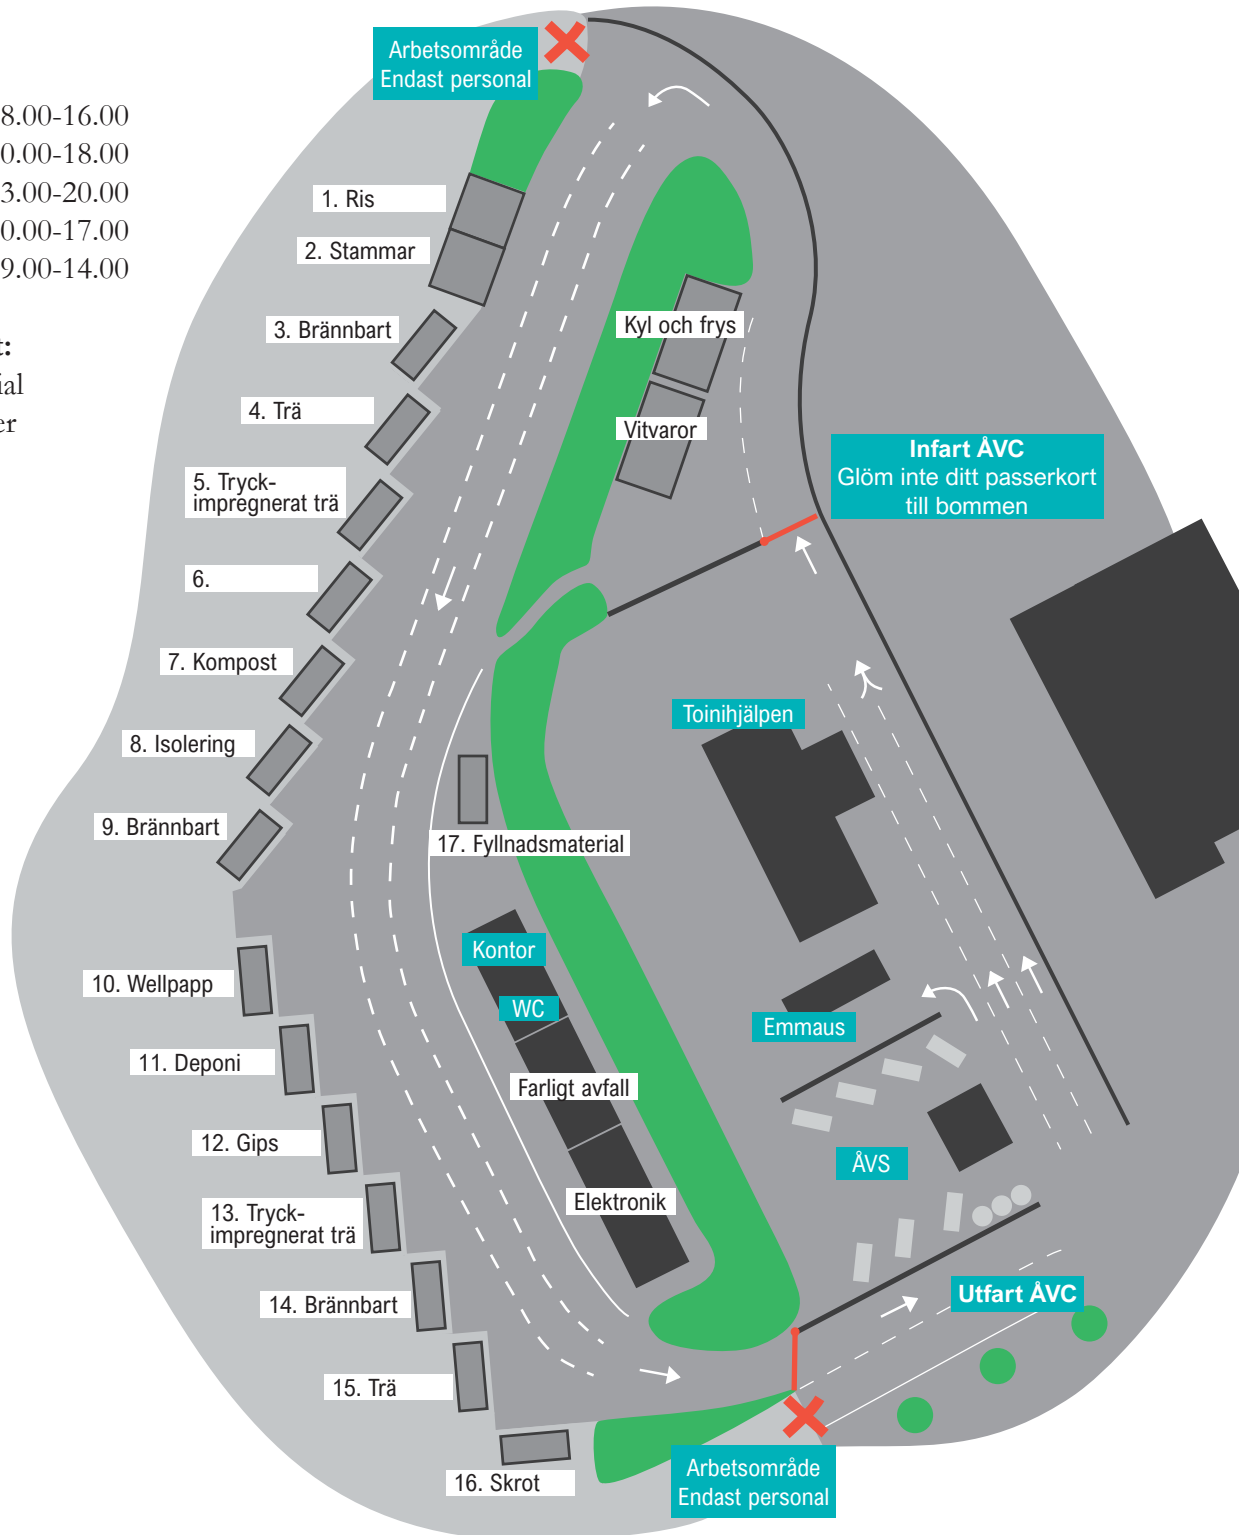 Arbetsområde
Endast personal
8.00-16.00
0.00-18.00
3.00-20.00
0.00-17.00
9.00-14.00
t:
ial
er
1. Ris
2. Stammar
3. Brännbart
4. Trä
5. Tryck-
impregnerat trä
6.
7. Kompost
8. Isolering
9. Brännbart
10. Wellpapp
11. Deponi
12. Gips
13. Tryck-
impregnerat trä
14. Brännbart
15. Trä
16. Skrot
17. Fyllnadsmaterial
Kyl och frys
Vitvaror
Infart ÅVC
Glöm inte ditt passerkort
till bommen
Toinihjälpen
Kontor
WC
Farligt avfall
Elektronik
Emmaus
ÅVS
Utfart ÅVC
Arbetsområde
Endast personal